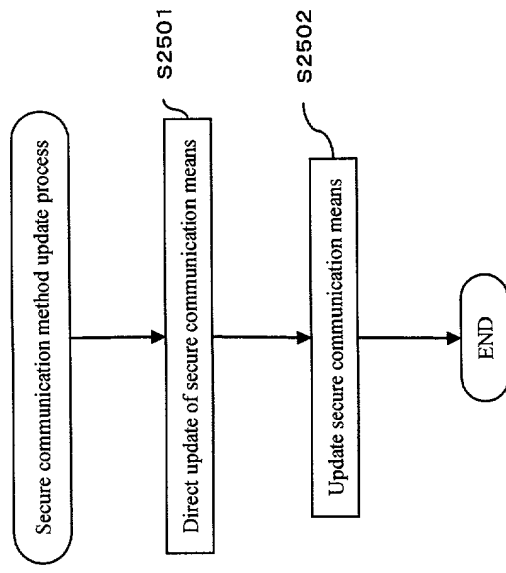 Secure communication method update process
S2501
Direct update of secure communication means
S2502
Update secure communication means
END